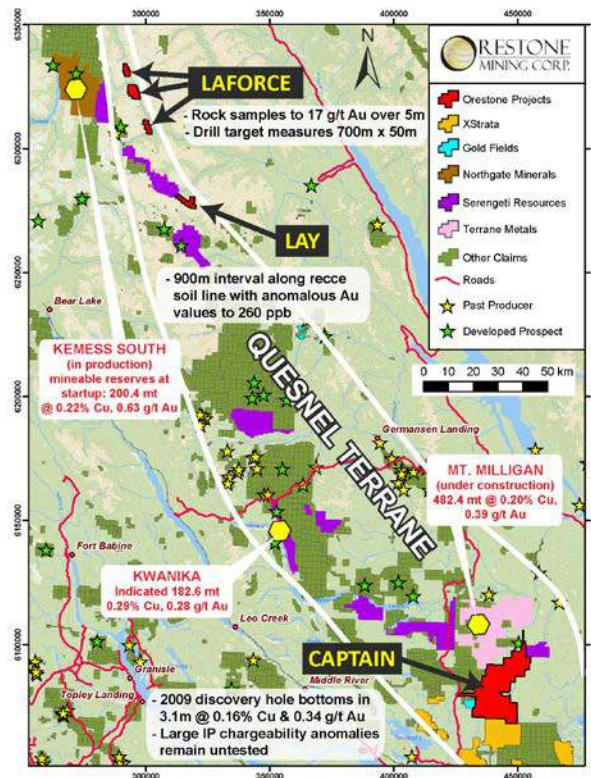 300000
350000
400000
450000
6350000
ORESTONE
MINING CORP.
Orestone Projects
XStrata
Gold Fields
Northgate Minerals
Serengeti Resources
Terrane Metals
Other Claims
Roads
Past Producer
Developed Prospect
0 10 20 30 40 50 km
LAFORCE
- Rock samples to 17 g/t Au over 5m
- Drill target measures 700m x 50m
6300000
LAY
- 900m interval along recce
soil line with anomalous Au
values to 260 ppb
6250000
Bear Lake
KEMESS SOUTH
(in production)
mineable reserves at
startup: 200.4 mt
@ 0.22% Cu, 0.63 g/t Au
QUESNEL TERRANE
6200000
Germansen Landing
MT. MILLIGAN
(under construction)
482.4 mt @ 0.20% Cu,
0.39 g/t Au
6150000
Fort Babine
KWANIKA
Indicated 182.6 mt
0.29% Cu, 0.28 g/t Au
Leo Creek
6100000
CAPTAIN
Granisle
Topley Landing
Middle River
- 2009 discovery hole bottoms in
3.1m @ 0.16% Cu & 0.34 g/t Au
- Large IP chargeability anomalies
remain untested
300000
350000
400000
450000